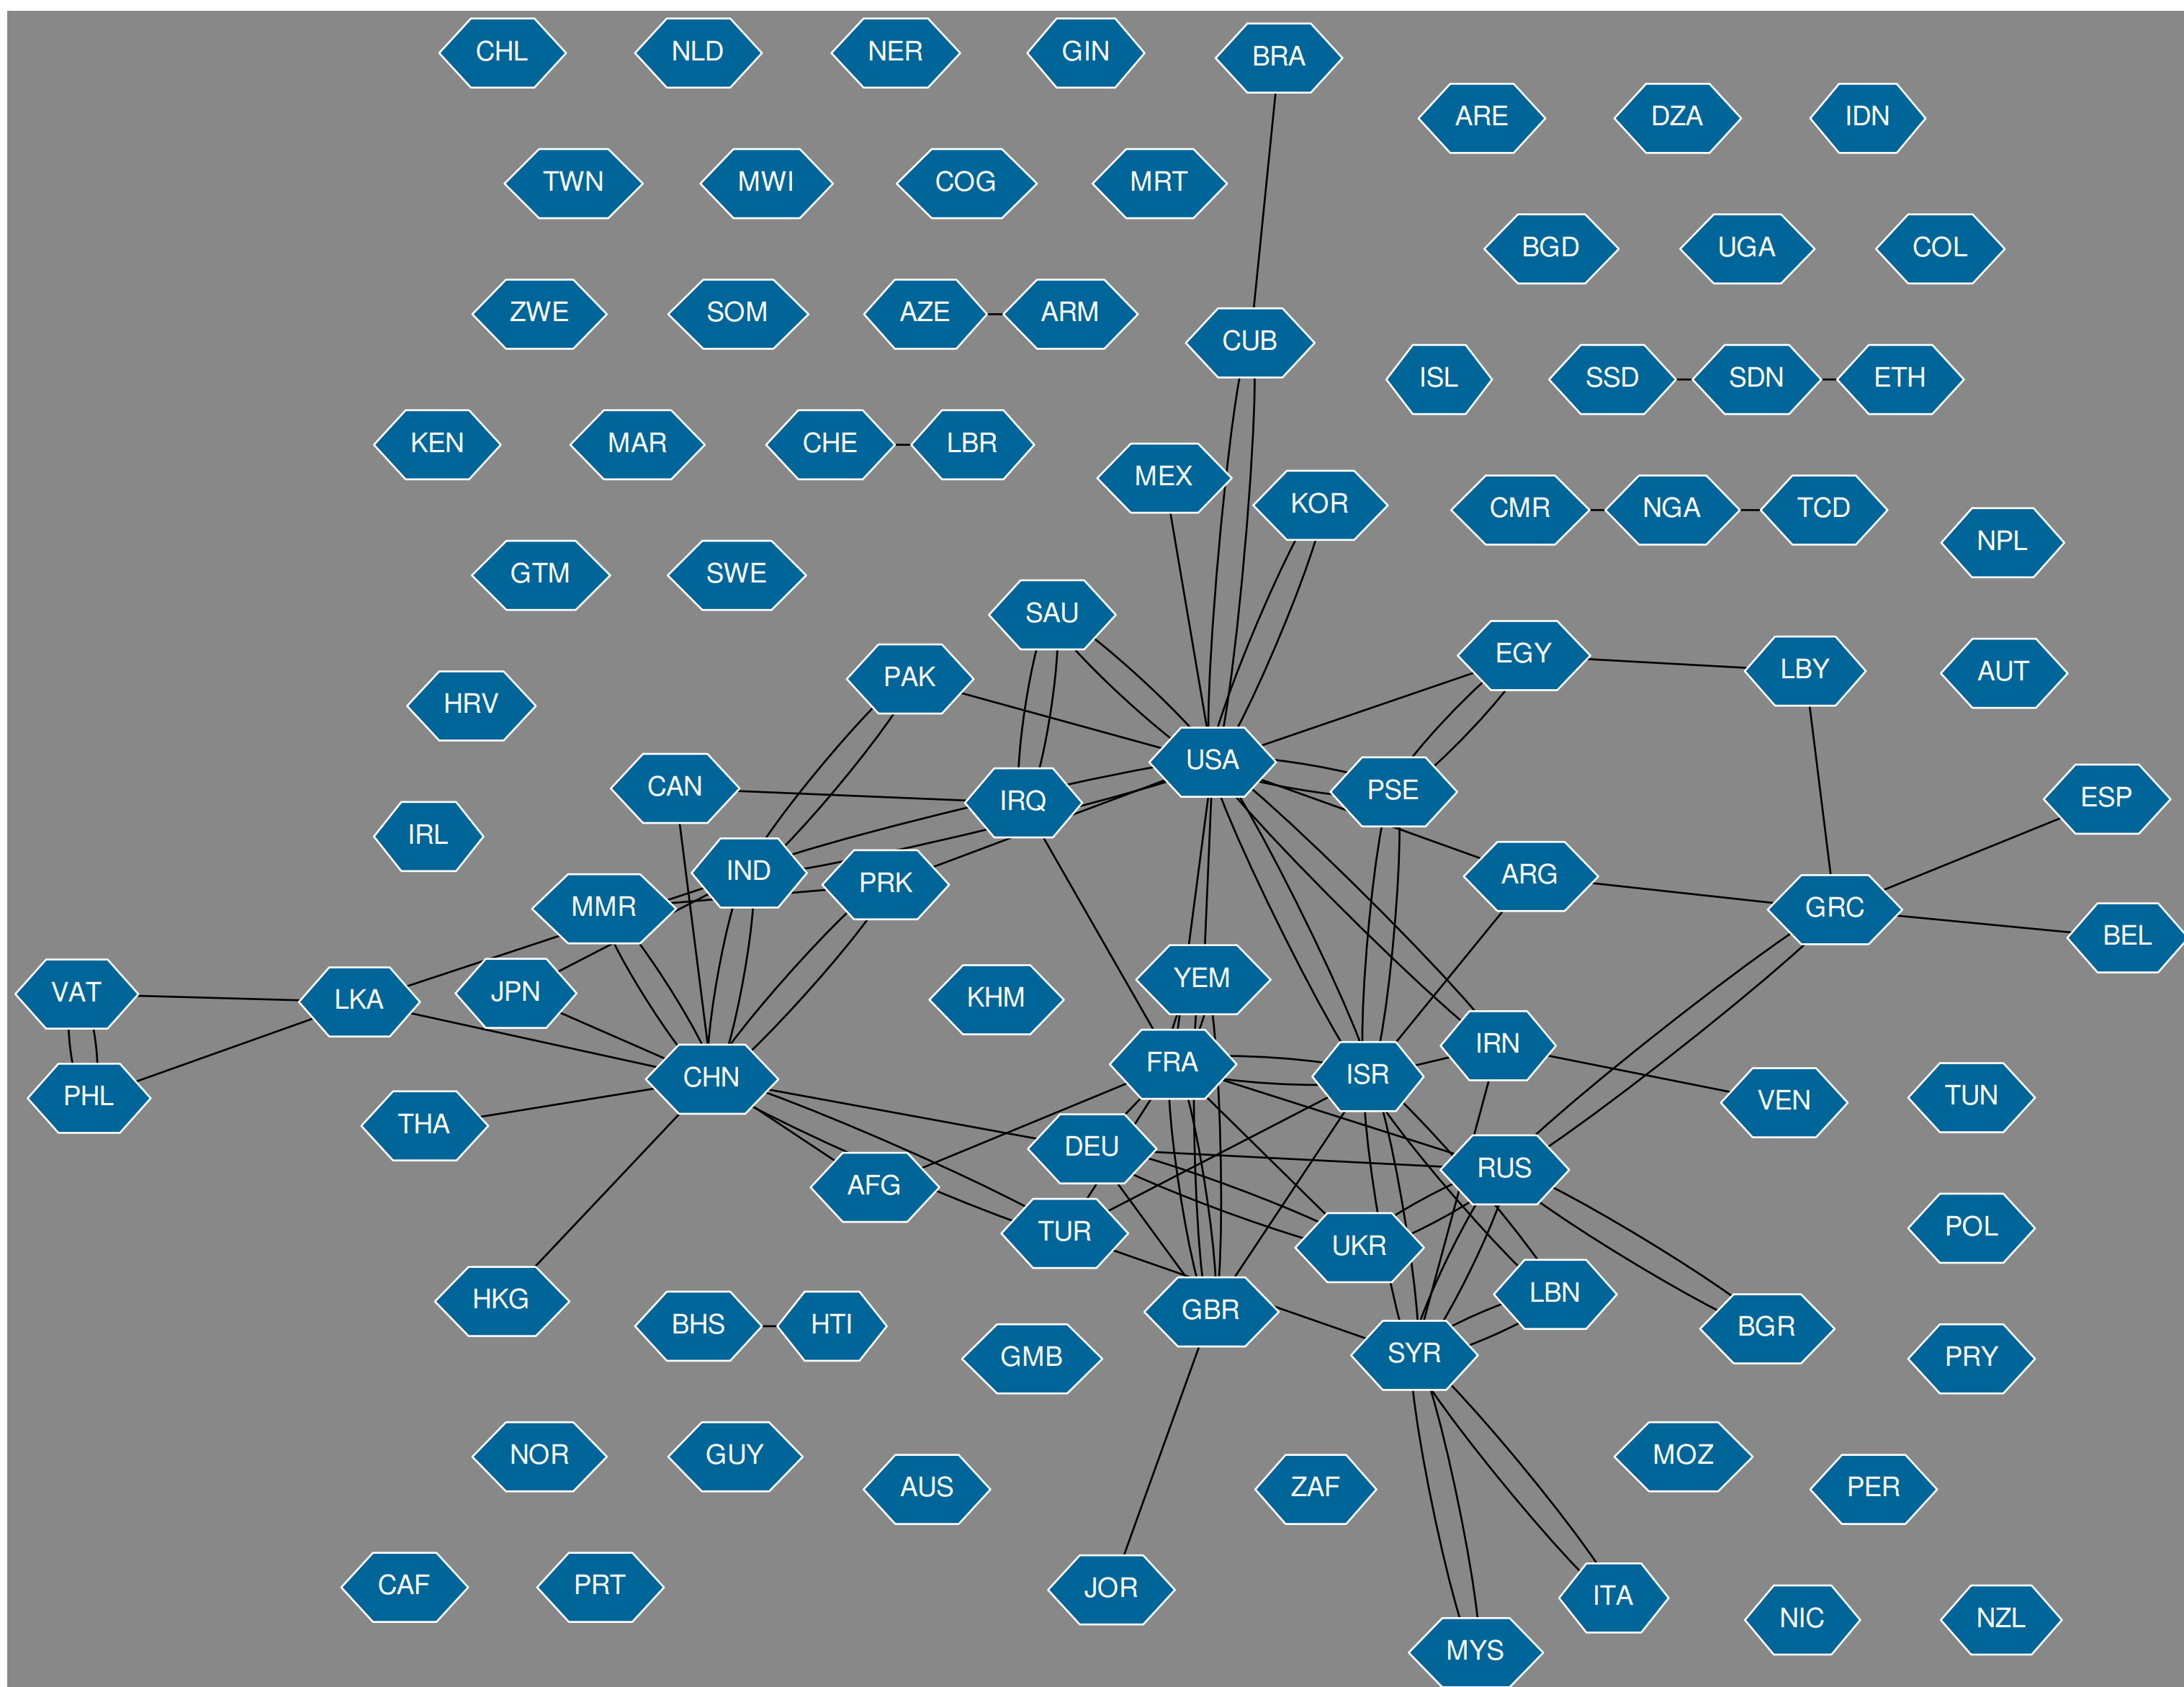 CHL NLD NER GIN BRA
ARE DZA IDN
TWN MWI COG MRT
BGD UGA COL
ZWE SOM AZE ARM
CUB
ISL SSD SDN ETH
KEN MAR CHE LBR
MEX
KOR CMR NGA TCD
NPL
GTM SWE
SAU
EGY LBY AUT
PAK
HRV
USA
CAN IRQ PSE ESP
IRL
IND PRK ARG
MMR GRC
BEL
VAT LKA JPN KHM YEM
IRN
FRA ISR
CHN
PHL VEN TUN
THA DEU
RUS
AFG
TUR UKR POL
HKG GBR LBN
BHS HTI BGR
GMB SYR PRY
NOR GUY MOZ
AUS ZAF PER
CAF PRT JOR ITA
NIC NZL
MYS